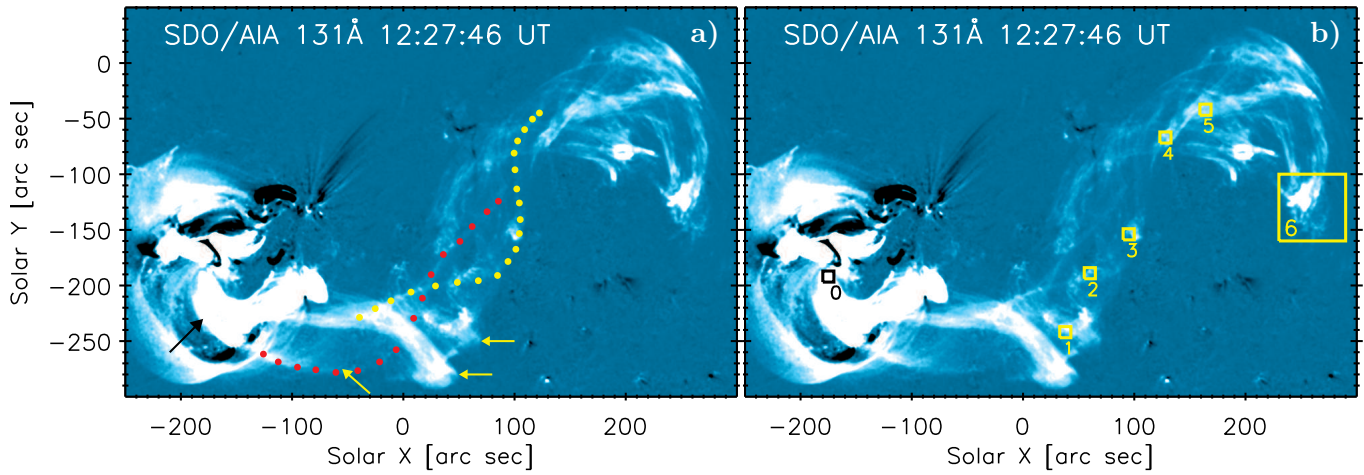 SDO/AIA 131Å 12:27:46 UT a)
SDO/AIA 131Å 12:27:46 UT b)
Solar Y [arc sec]
0
−50
−100
−150
−200
−250
0
1
2
3
4
5
6
−200 −100 0 100 200
−200 −100 0 100 200
Solar X [arc sec]
Solar X [arc sec]